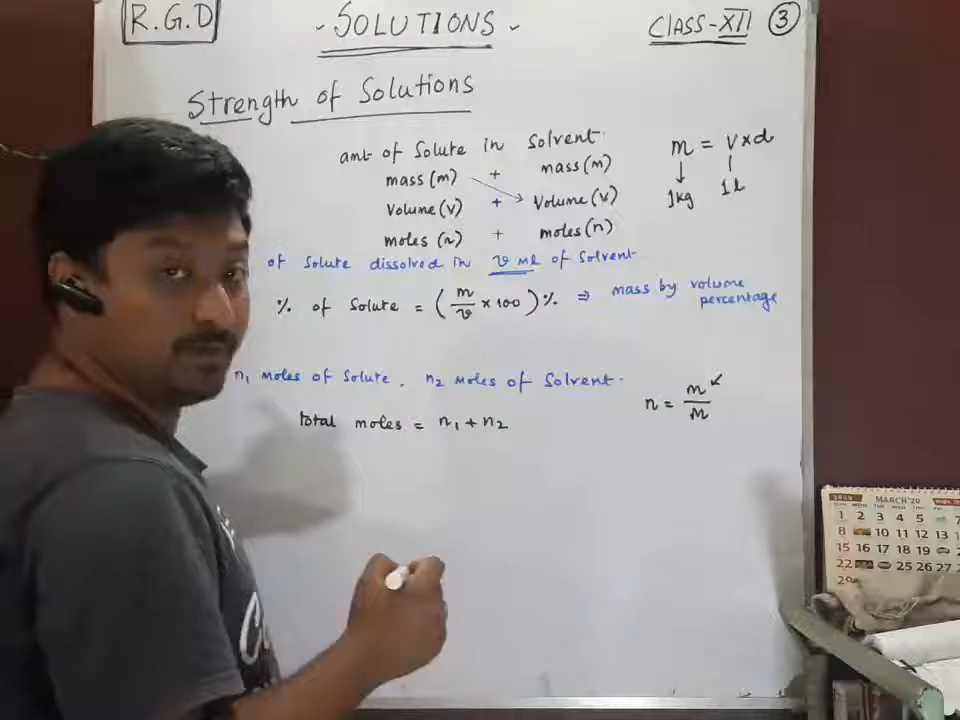 R.G.D
- SOLUTIONS -
CLASS-XII ③
Strength of Solutions
amt of Solute in Solvent.
mass(m) + mass(m)
Volume(v) + Volume(v)
moles(n) + moles(n)
m = v×d
1kg 1l
of Solute dissolved in v ml of Solvent.
% of Solute = (m/v × 100)% ⇒ mass by volume percentage.
n₁ moles of Solute, n₂ moles of Solvent.
n = m/M
total moles = n₁ + n₂
MARCH'20
1 2 3 4 5 7
8 10 11 12 13
15 16 17 18 19
22 25 26 27
29